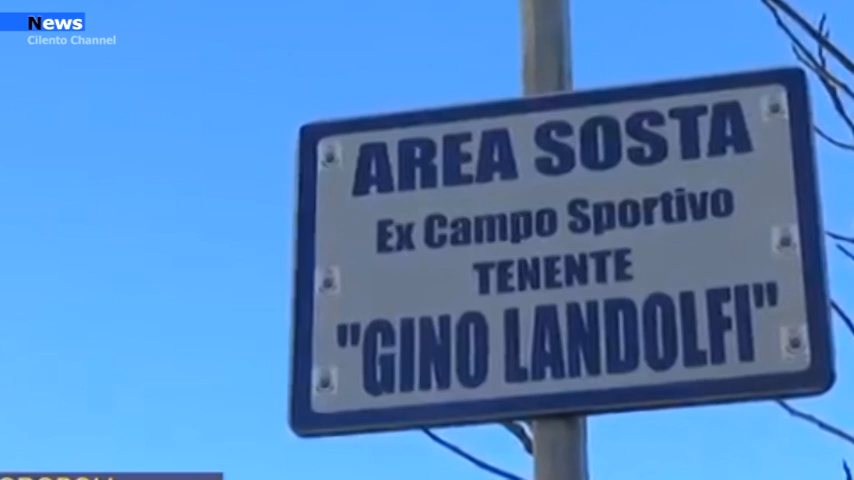 News
Cilento Channel
AREA SOSTA
Ex Campo Sportivo
TENENTE
"GINO LANDOLFI"